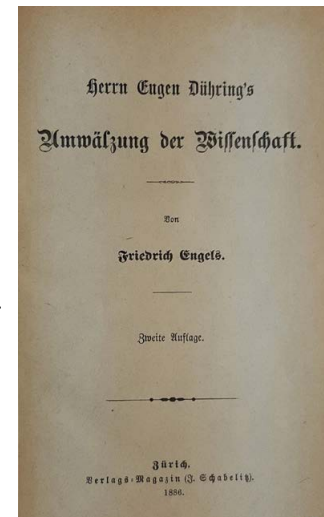 Herrn Eugen Dühring's
Umwälzung der Wissenschaft.
Von
Friedrich Engels.
Zweite Auflage.
Zürich.
Verlags-Magazin (J. Schabelitz).
1886.